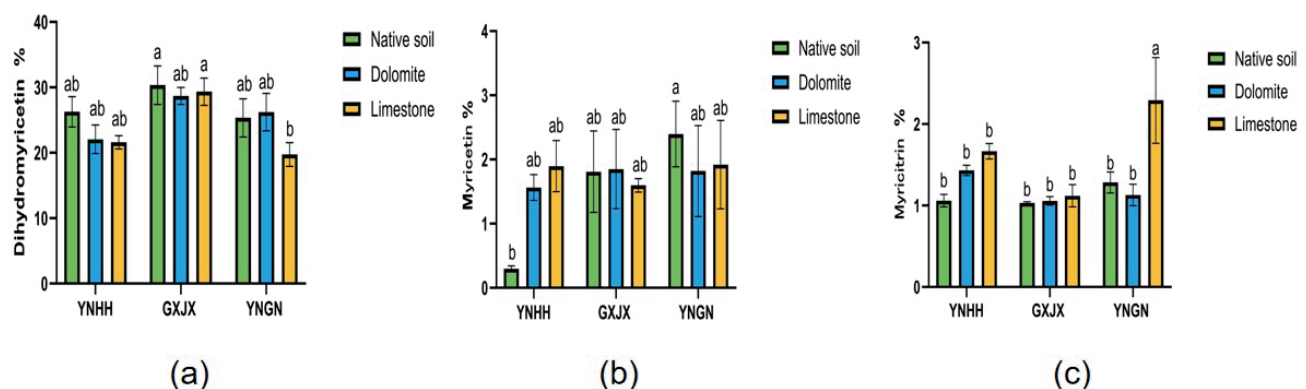 Dihydromyricetin %
40
30
20
10
0
ab
ab
ab
a
ab
a
ab
ab
b
YNHH
GXJX
YNGN
Native soil
Dolomite
Limestone
(a)
Myricetin %
4
3
2
1
0
b
ab
ab
ab
ab
ab
a
ab
ab
YNHH
GXJX
YNGN
Native soil
Dolomite
Limestone
(b)
Myricitrin %
3
2
1
0
b
b
b
b
b
b
b
b
a
YNHH
GXJX
YNGN
Native soil
Dolomite
Limestone
(c)